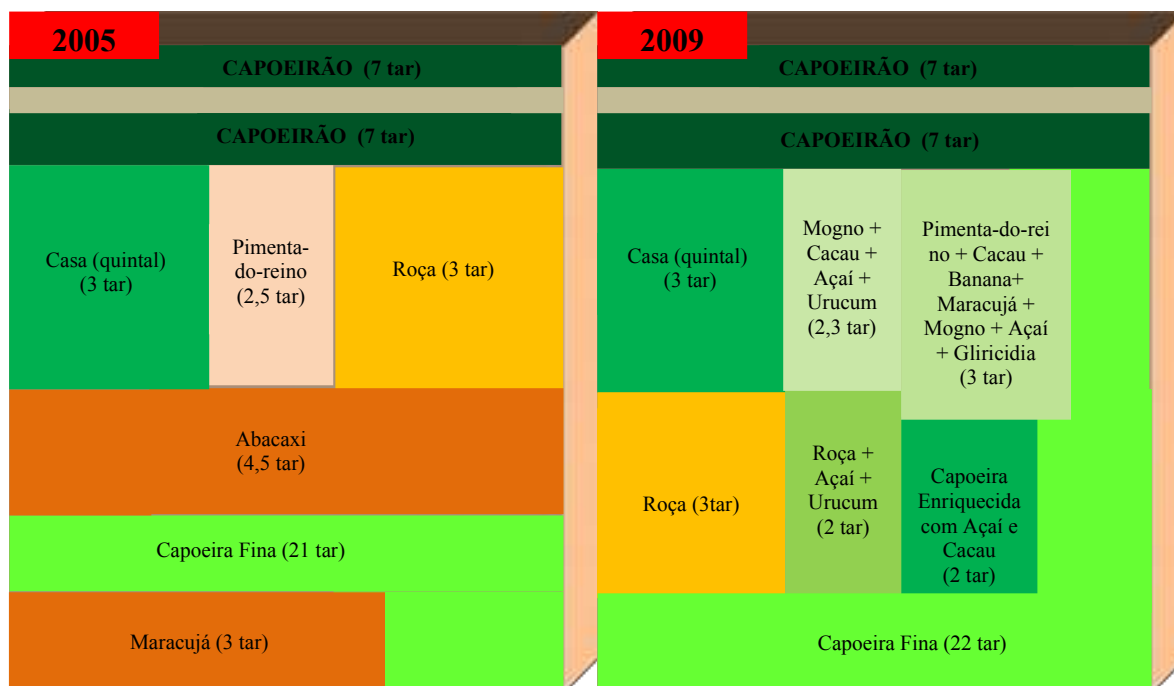 2005
CAPOEIRÃO (7 tar)
CAPOEIRÃO (7 tar)
Casa (quintal)
(3 tar)
Pimenta-
do-reino
(2,5 tar)
Roça (3 tar)
Abacaxi
(4,5 tar)
Capoeira Fina (21 tar)
Maracujá (3 tar)
2009
CAPOEIRÃO (7 tar)
CAPOEIRÃO (7 tar)
Casa (quintal)
(3 tar)
Mogno +
Cacau +
Açaí +
Urucum
(2,3 tar)
Pimenta-do-rei
no + Cacau +
Banana+
Maracujá +
Mogno + Açaí
+ Gliricidia
(3 tar)
Roça (3tar)
Roça +
Açaí +
Urucum
(2 tar)
Capoeira
Enriquecida
com Açaí e
Cacau
(2 tar)
Capoeira Fina (22 tar)